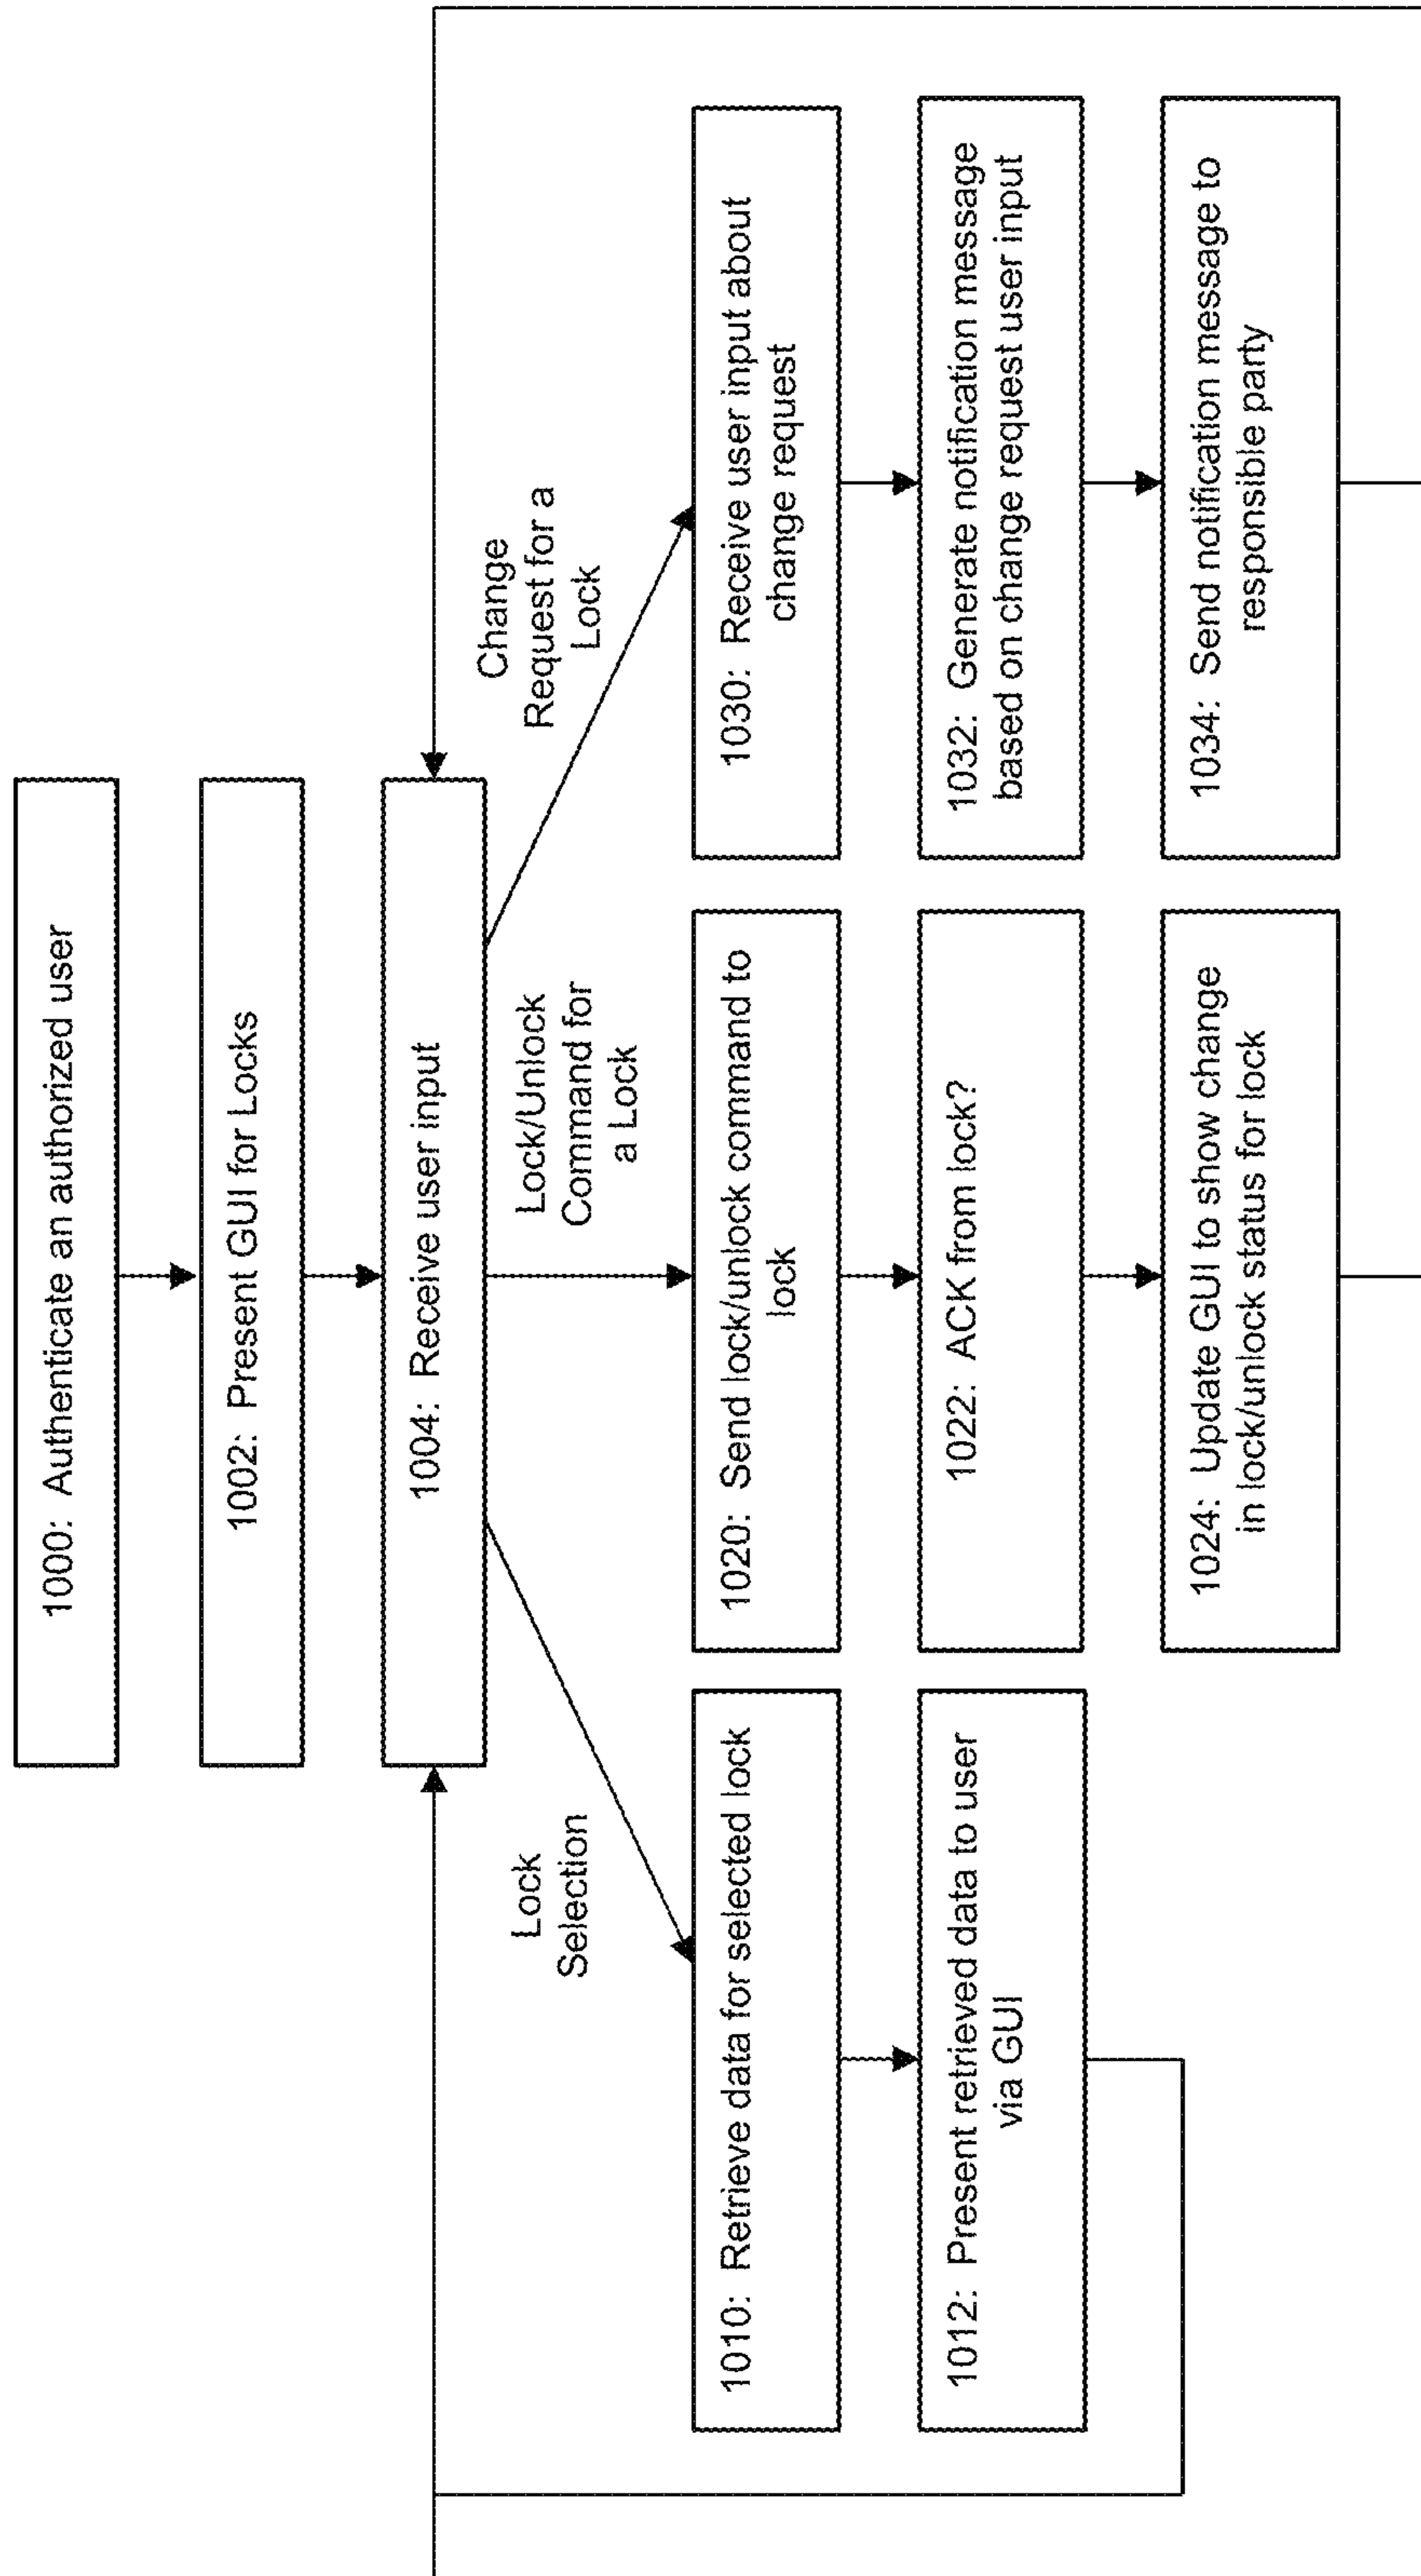 1000: Authenticate an authorized user
1002: Present GUI for Locks
1004: Receive user input
Lock
Selection
Lock/Unlock
Command for
a Lock
Change
Request for a
Lock
1010: Retrieve data for selected lock
1012: Present retrieved data to user
via GUI
1020: Send lock/unlock command to
lock
1022: ACK from lock?
1024: Update GUI to show change
in lock/unlock status for lock
1030: Receive user input about
change request
1032: Generate notification message
based on change request user input
1034: Send notification message to
responsible party